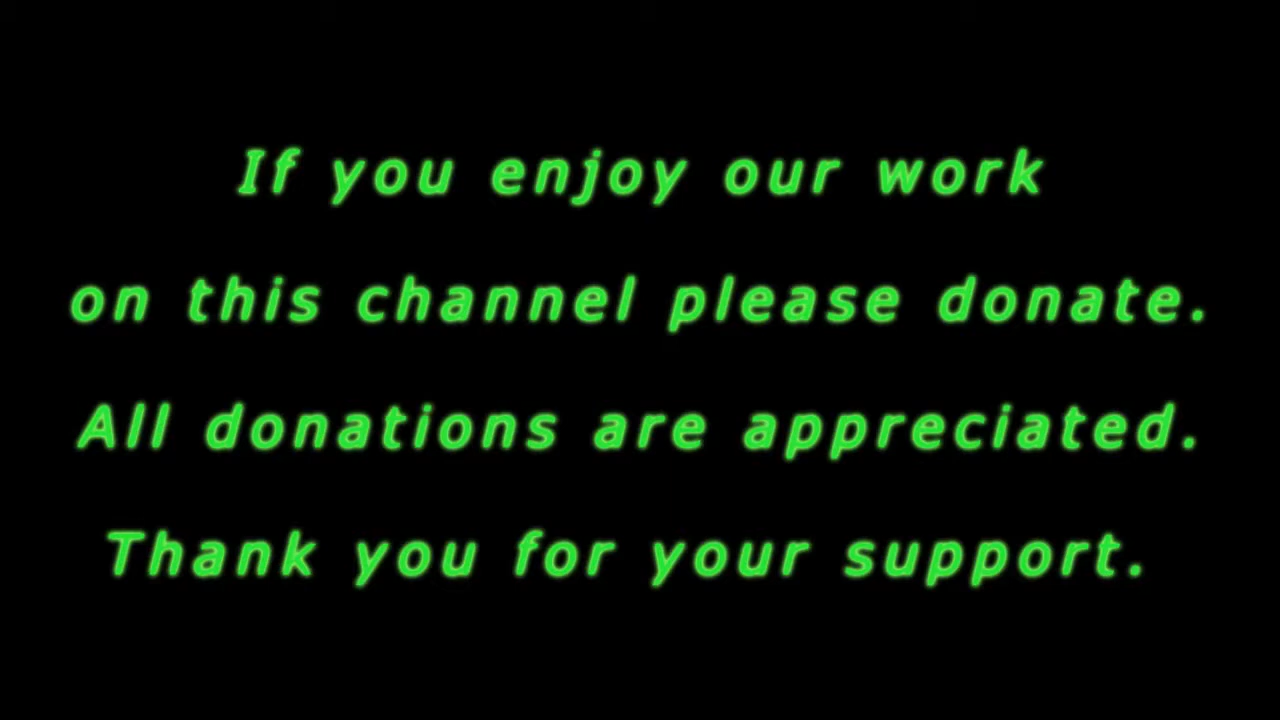 If you enjoy our work
on this channel please donate.
All donations are appreciated.
Thank you for your support.